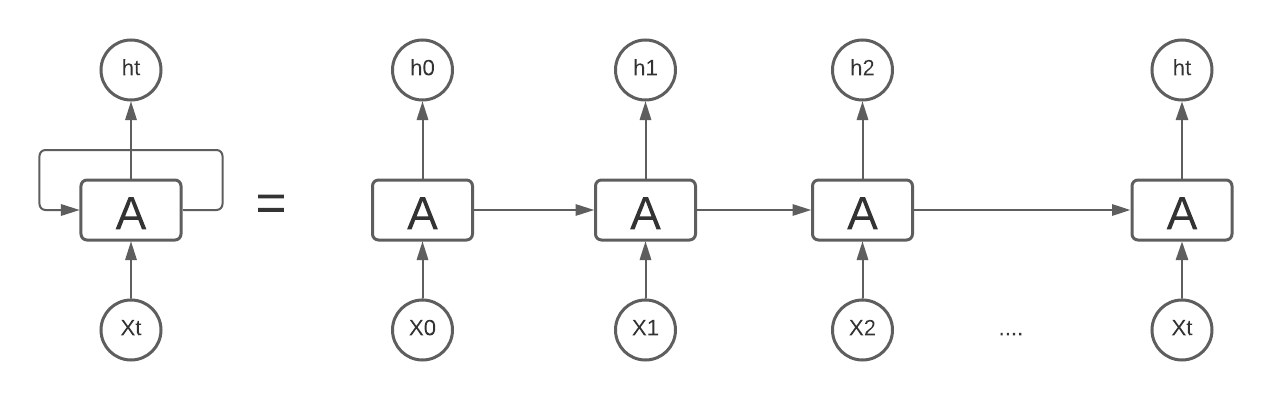 ht h0 h1 h2 ht
A = A A A A
Xt X0 X1 X2 .... Xt